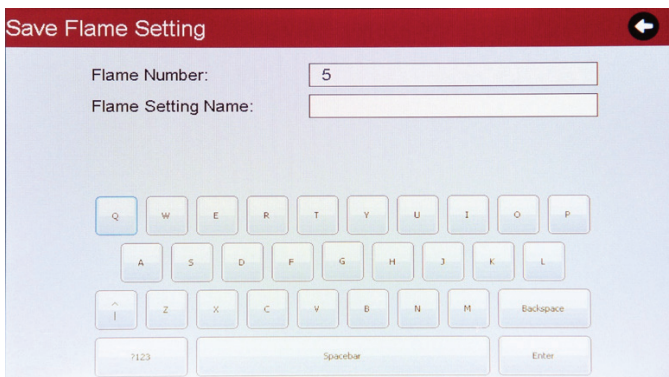 Save Flame Setting
Flame Number: 5
Flame Setting Name:
Q W E R T Y U I O P
A S D F G H J K L
Z X C V B N M Backspace
?123 Spacebar Enter